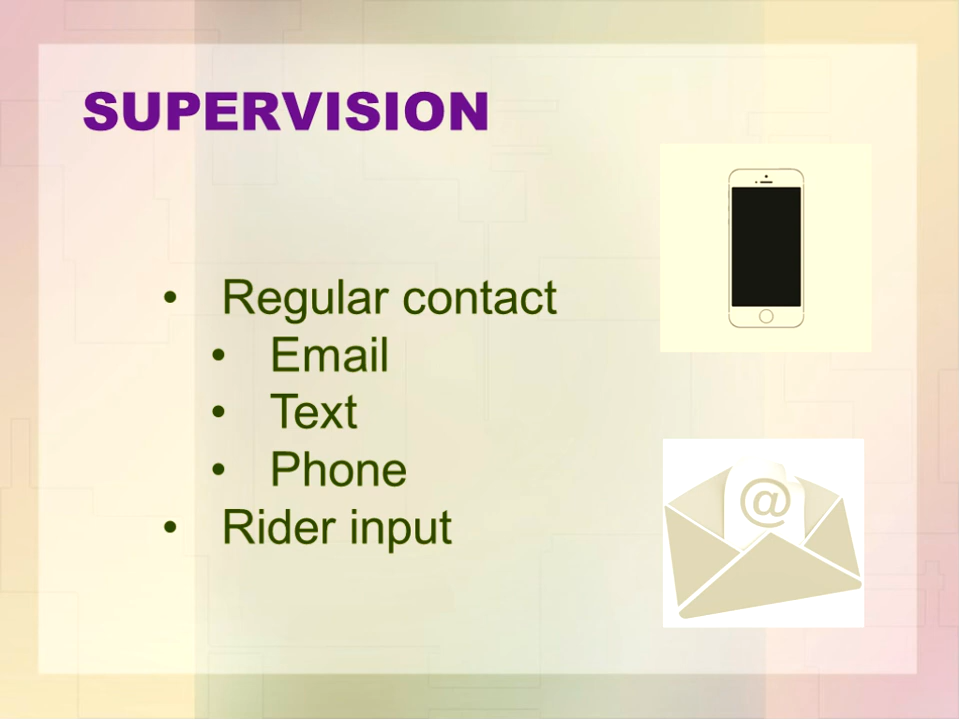 SUPERVISION
• Regular contact
• Email
• Text
• Phone
• Rider input
@